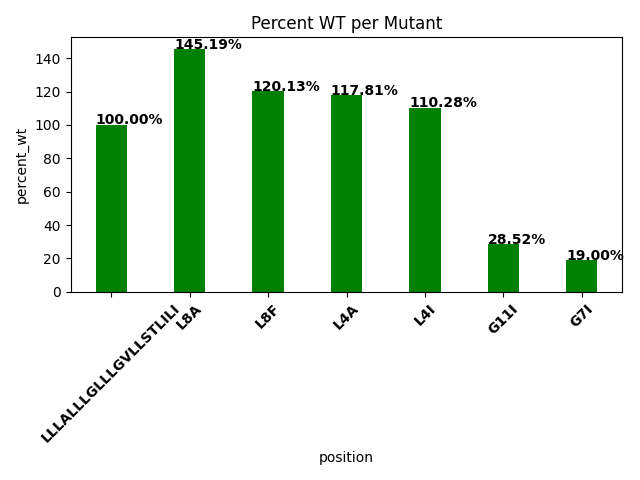 Percent WT per Mutant
percent_wt
140
120
100
80
60
40
20
0
100.00%
145.19%
120.13%
117.81%
110.28%
28.52%
19.00%
LLLALLLGLLLGVLLSTLILI
L8A
L8F
L4A
L4I
G11I
G7I
position